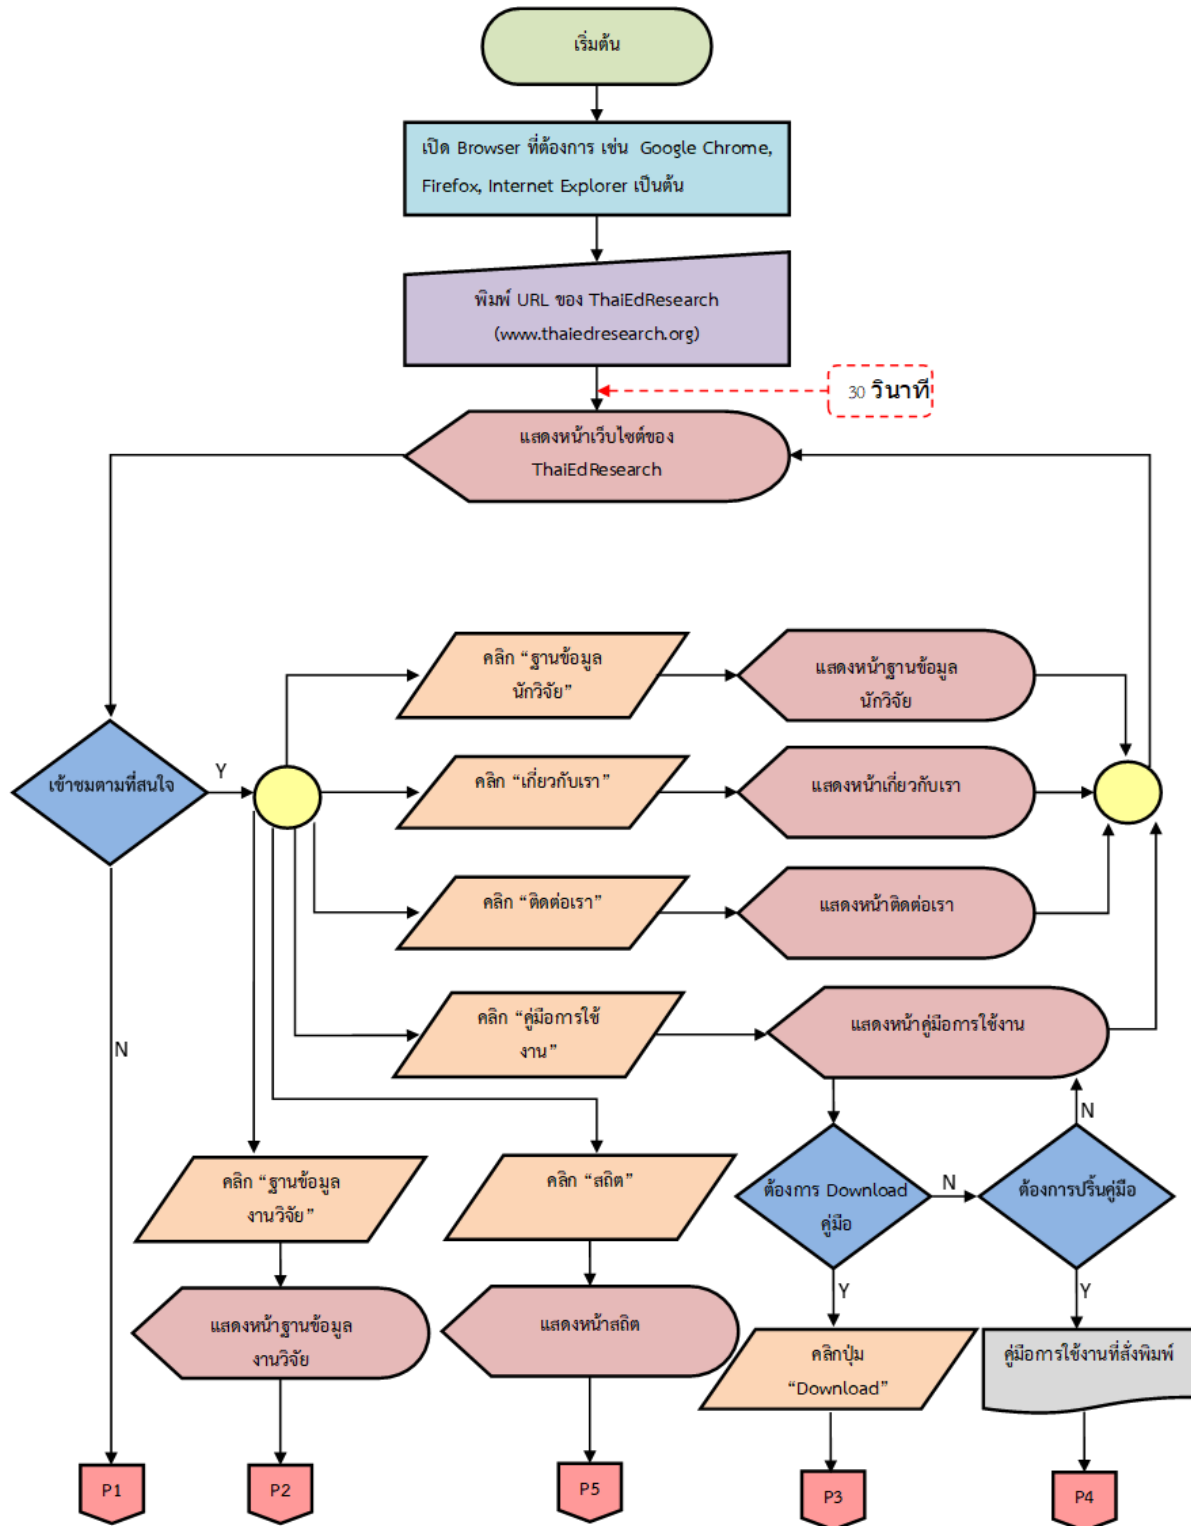 เริ่มต้น
เปิด Browser ที่ต้องการ เช่น Google Chrome,
Firefox, Internet Explorer เป็นต้น
พิมพ์ URL ของ ThaiEdResearch
(www.thaiedresearch.org)
30 วินาที
แสดงหน้าเว็บไซต์ของ
ThaiEdResearch
คลิก “ฐานข้อมูล
นักวิจัย”
แสดงหน้าฐานข้อมูล
นักวิจัย
เข้าชมตามที่สนใจ
Y
คลิก “เกี่ยวกับเรา”
แสดงหน้าเกี่ยวกับเรา
คลิก “ติดต่อเรา”
แสดงหน้าติดต่อเรา
คลิก “คู่มือการใช้
งาน”
แสดงหน้าคู่มือการใช้งาน
N
N
คลิก “ฐานข้อมูล
งานวิจัย”
คลิก “สถิต”
ต้องการ Download
คู่มือ
N
ต้องการปริ้นคู่มือ
Y
Y
แสดงหน้าฐานข้อมูล
งานวิจัย
แสดงหน้าสถิต
คลิกปุ่ม
“Download”
คู่มือการใช้งานที่สั่งพิมพ์
P1
P2
P5
P3
P4